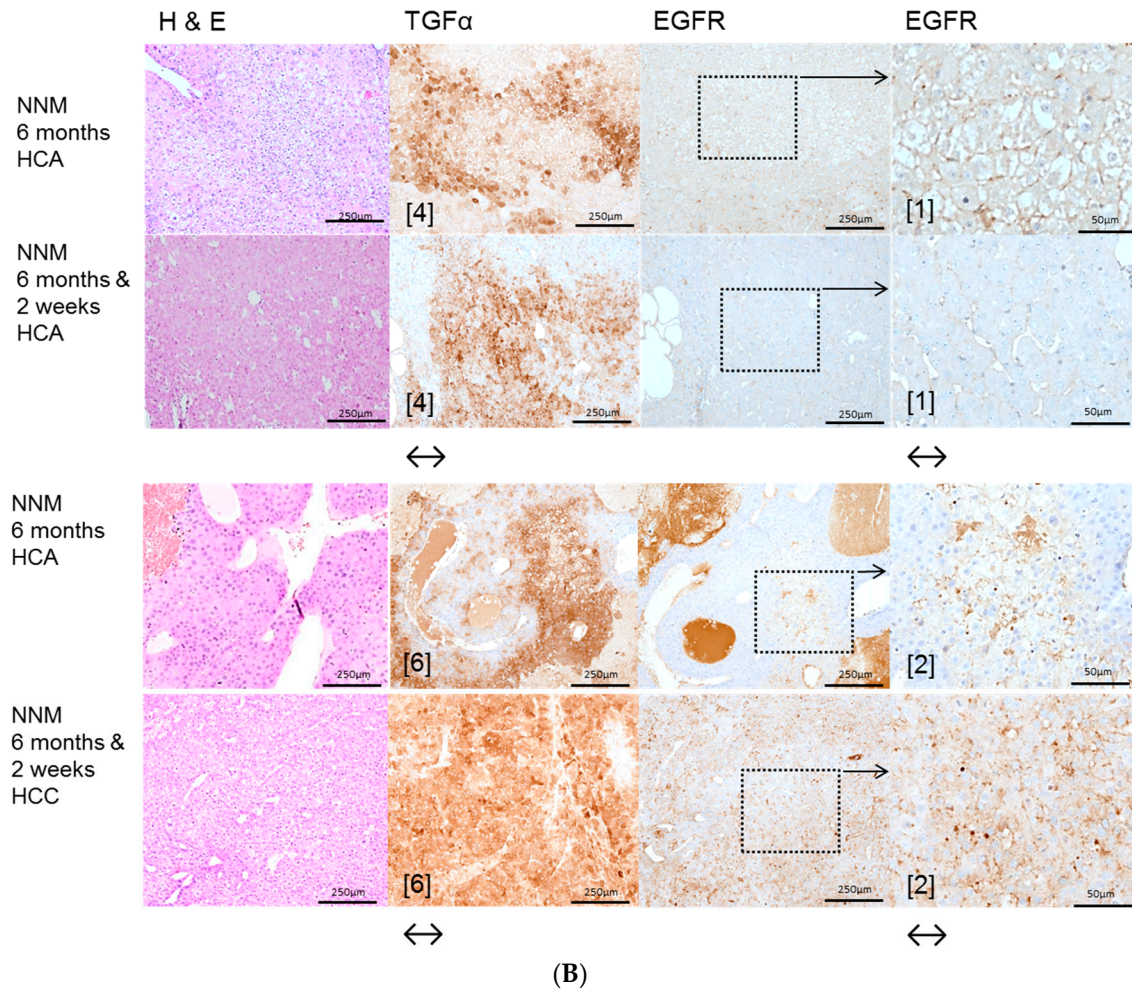 H & E TGFα EGFR EGFR
NNM
6 months
HCA
250µm
[4] 250µm
250µm
[1] 50µm
NNM
6 months &
2 weeks
HCA
250µm
[4] 250µm
250µm
[1] 50µm
↔ ↔
NNM
6 months
HCA
250µm
[6] 250µm
250µm
[2] 50µm
NNM
6 months &
2 weeks
HCC
250µm
[6] 250µm
250µm
[2] 50µm
↔ ↔
(B)